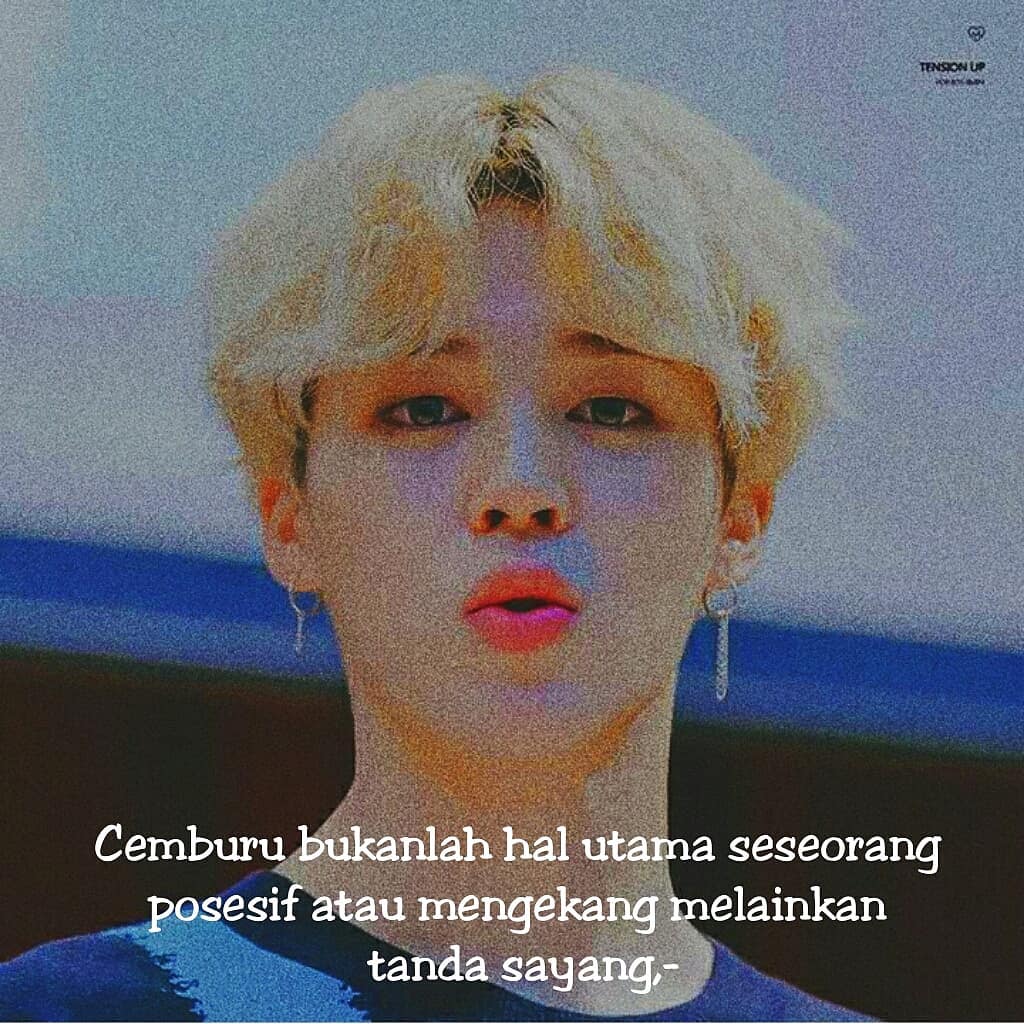 TENSION UP
Cemburu bukanlah hal utama seseorang
posesif atau mengekang melainkan
tanda sayang,-